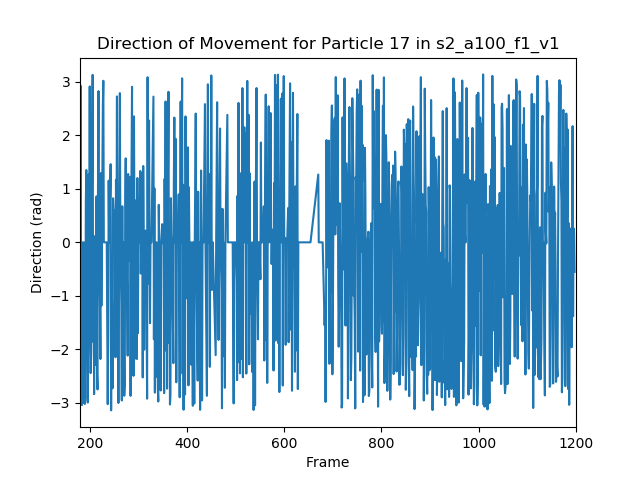 Direction of Movement for Particle 17 in s2_a100_f1_v1
3
2
1
0
−1
−2
−3
Direction (rad)
200 400 600 800 1000 1200
Frame